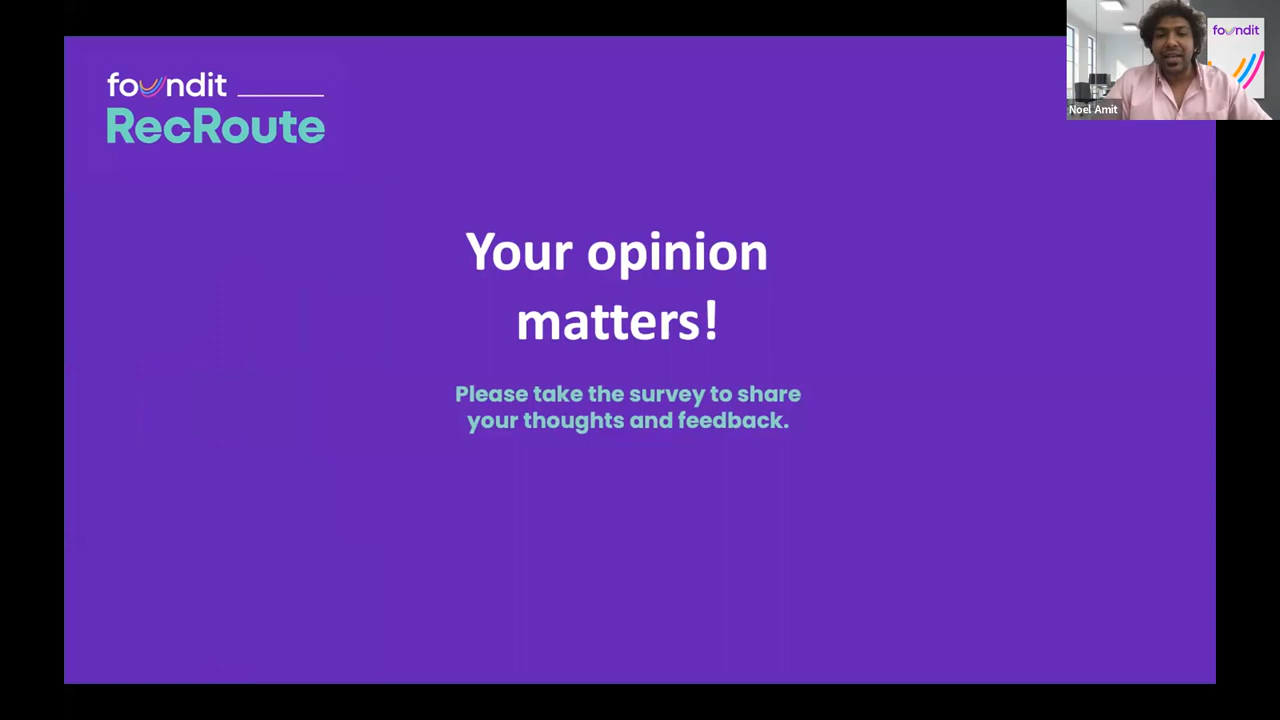 foundit
RecRoute
Your opinion
matters!
Please take the survey to share
your thoughts and feedback.
foundit
Noel Amit